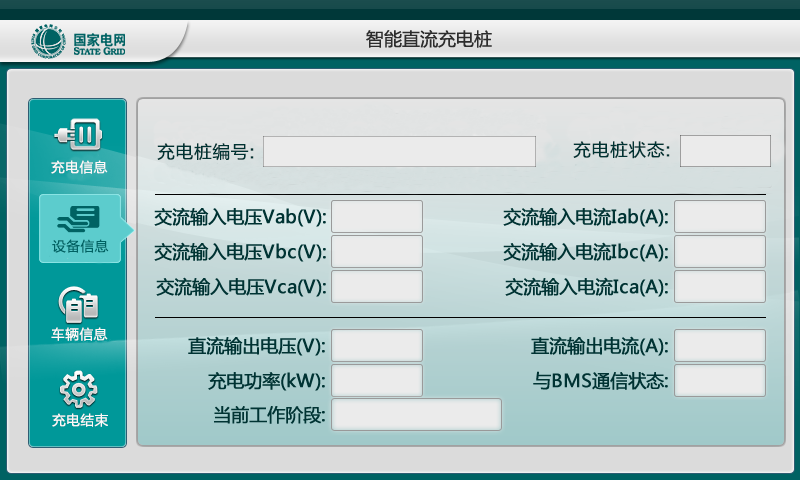 国家电网
STATE GRID
智能直流充电桩
充电信息
设备信息
车辆信息
充电结束
充电桩编号: 充电桩状态:
交流输入电压Vab(V): 交流输入电流Iab(A):
交流输入电压Vbc(V): 交流输入电流Ibc(A):
交流输入电压Vca(V): 交流输入电流Ica(A):
直流输出电压(V): 直流输出电流(A):
充电功率(kW): 与BMS通信状态:
当前工作阶段: